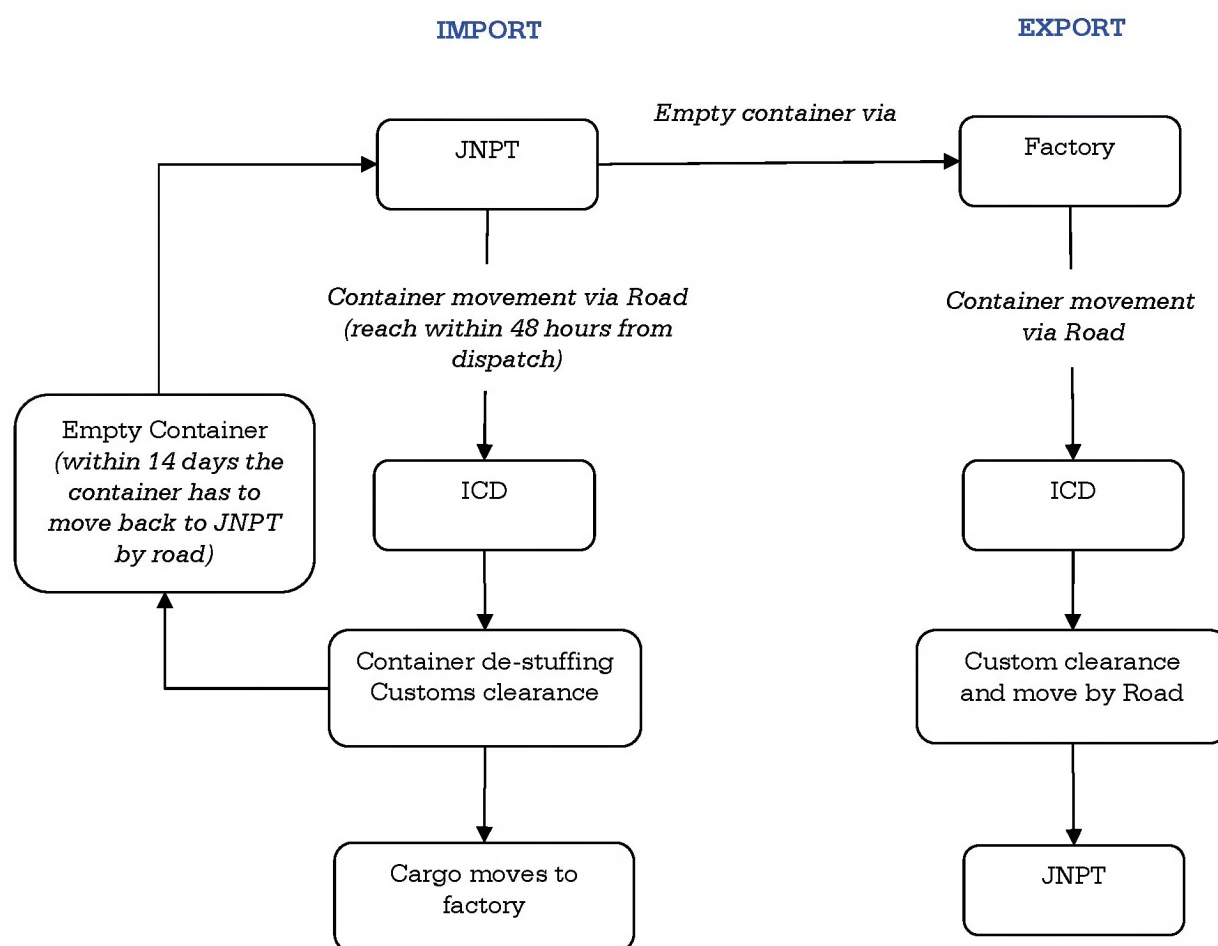 IMPORT
EXPORT
Empty container via
JNPT
Factory
Container movement via Road
(reach within 48 hours from
dispatch)
Container movement
via Road
Empty Container
(within 14 days the
container has to
move back to JNPT
by road)
ICD
ICD
Container de-stuffing
Customs clearance
Custom clearance
and move by Road
Cargo moves to
factory
JNPT